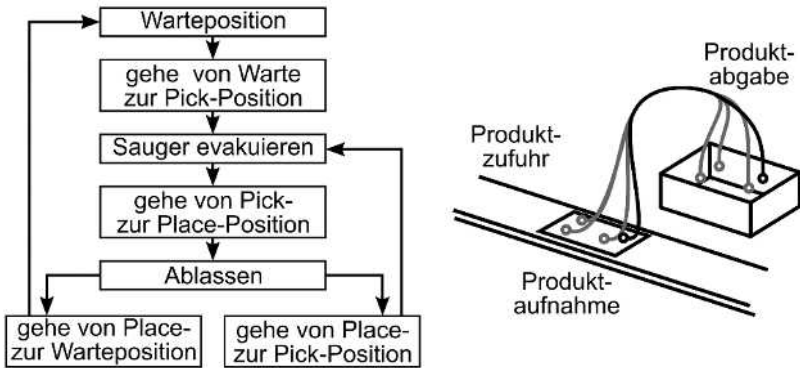 Warteposition
gehe von Warte
zur Pick-Position
Sauger evakuieren
gehe von Pick-
zur Place-Position
Ablassen
gehe von Place-
zur Warteposition
gehe von Place-
zur Pick-Position
Produkt-
abgabe
Produkt-
zufuhr
Produkt-
aufnahme